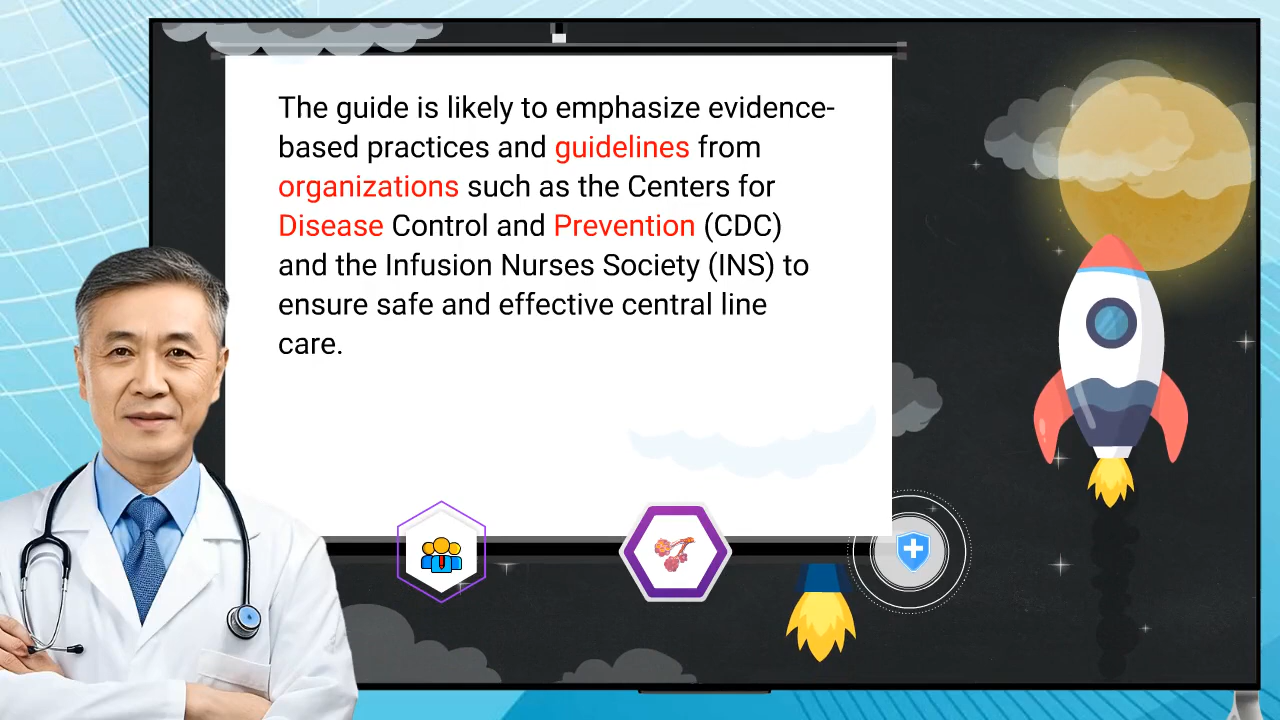 The guide is likely to emphasize evidence-
based practices and guidelines from
organizations such as the Centers for
Disease Control and Prevention (CDC)
and the Infusion Nurses Society (INS) to
ensure safe and effective central line
care.